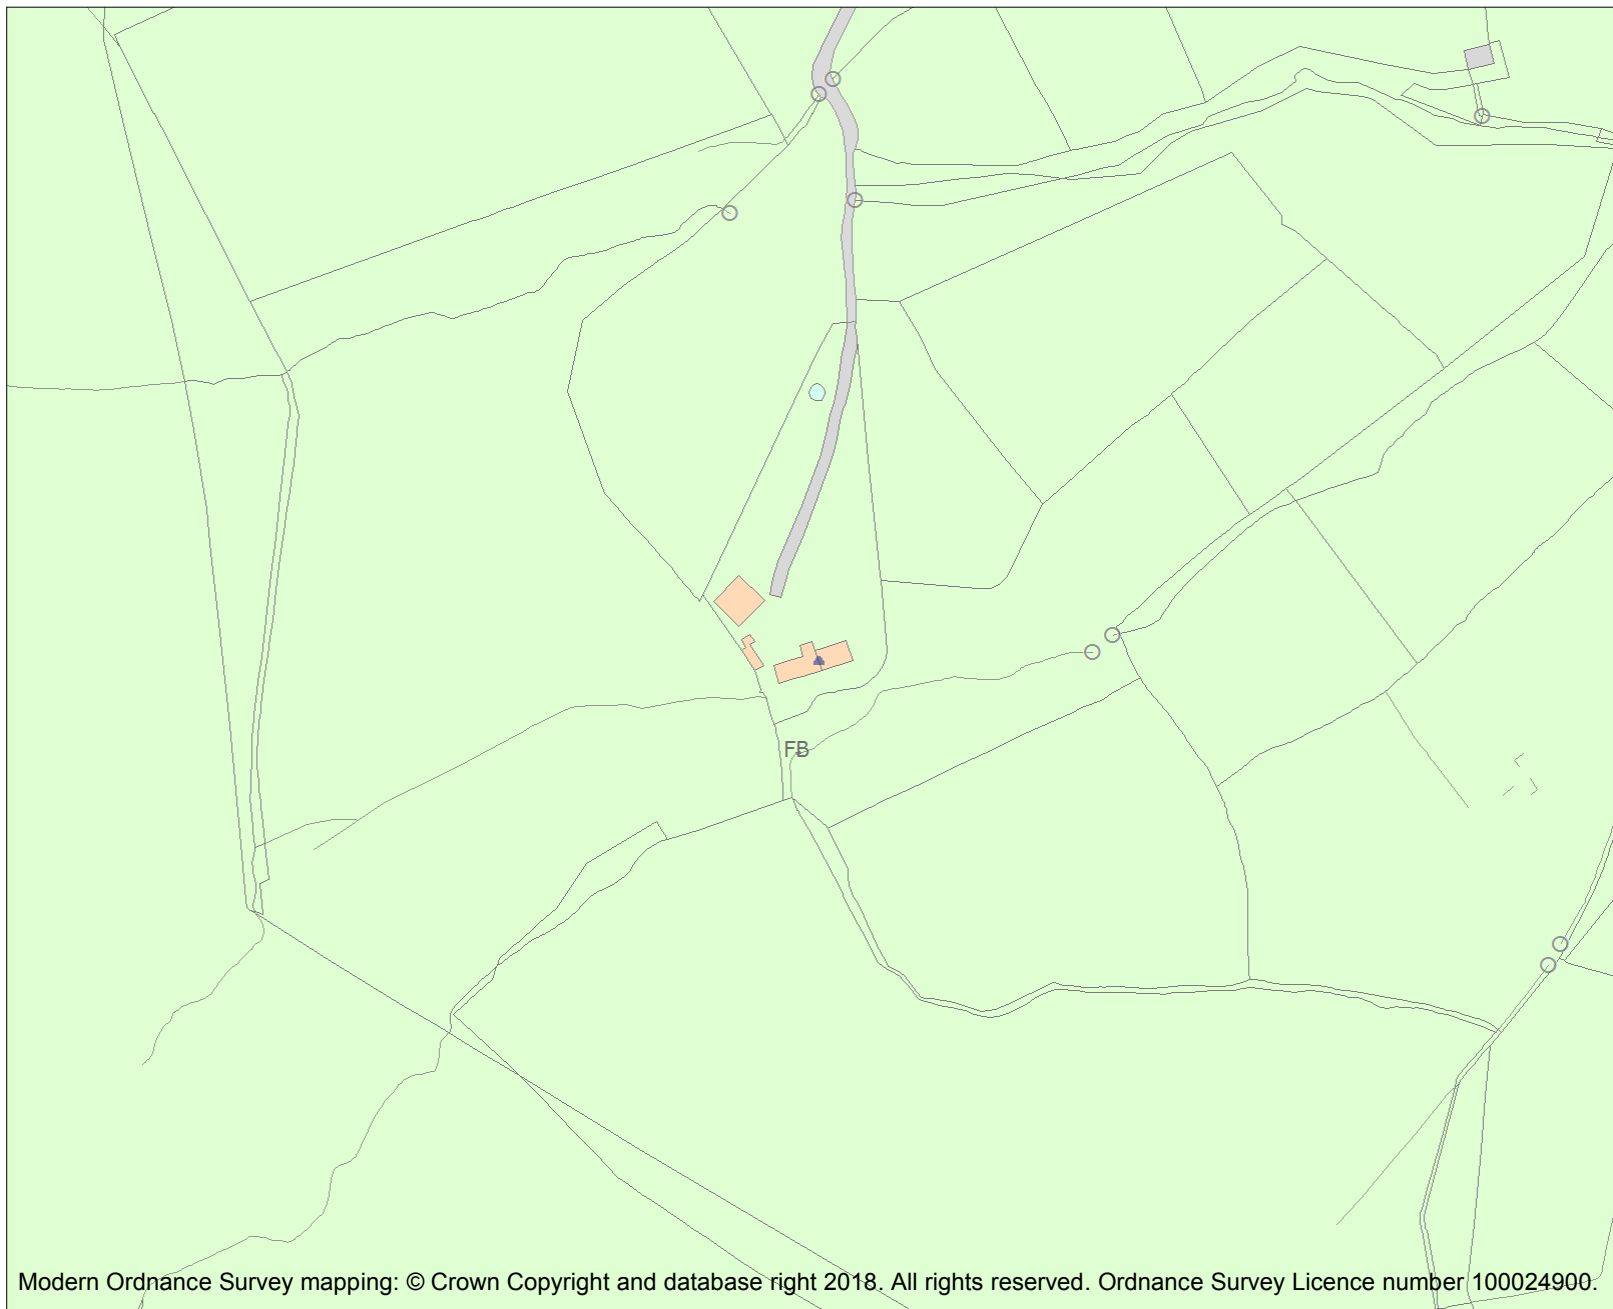 FB
Modern Ordnance Survey mapping: © Crown Copyright and database right 2018. All rights reserved. Ordnance Survey Licence number 100024900.